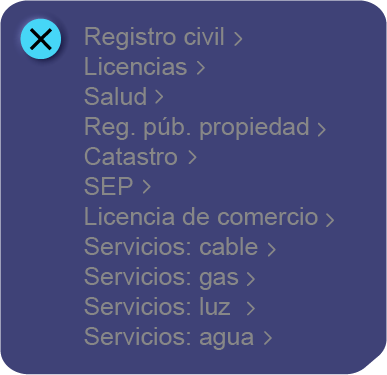 Registro civil >
Licencias >
Salud >
Reg. púb. propiedad >
Catastro >
SEP >
Licencia de comercio >
Servicios: cable >
Servicios: gas >
Servicios: luz >
Servicios: agua >